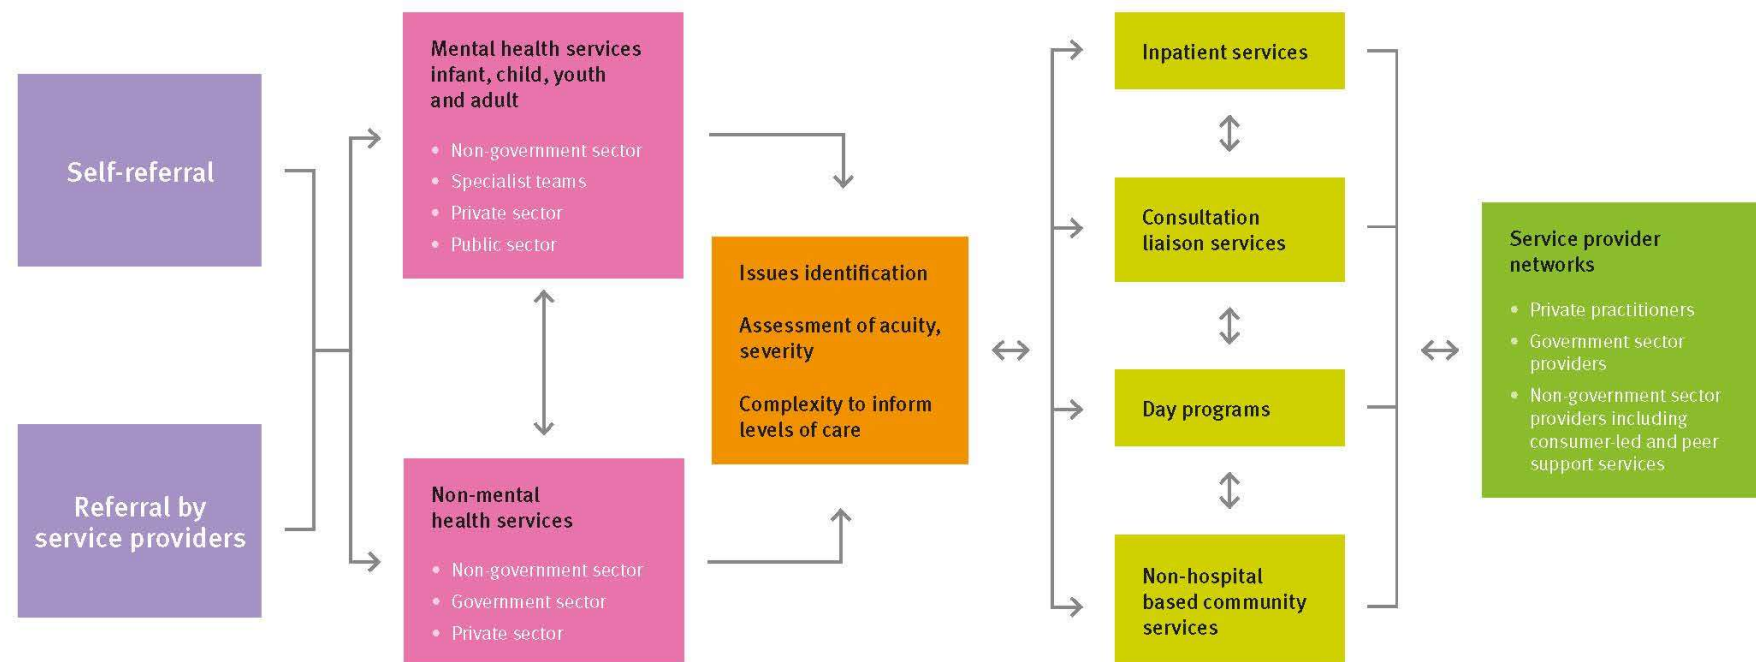 Self-referral
Referral by
service providers
Mental health services
infant, child, youth
and adult
• Non-government sector
• Specialist teams
• Private sector
• Public sector
Non-mental
health services
• Non-government sector
• Government sector
• Private sector
Issues identification
Assessment of acuity,
severity
Complexity to inform
levels of care
Inpatient services
Consultation
liaison services
Day programs
Non-hospital
based community
services
Service provider
networks
• Private practitioners
• Government sector
providers
• Non-government sector
providers including
consumer-led and peer
support services